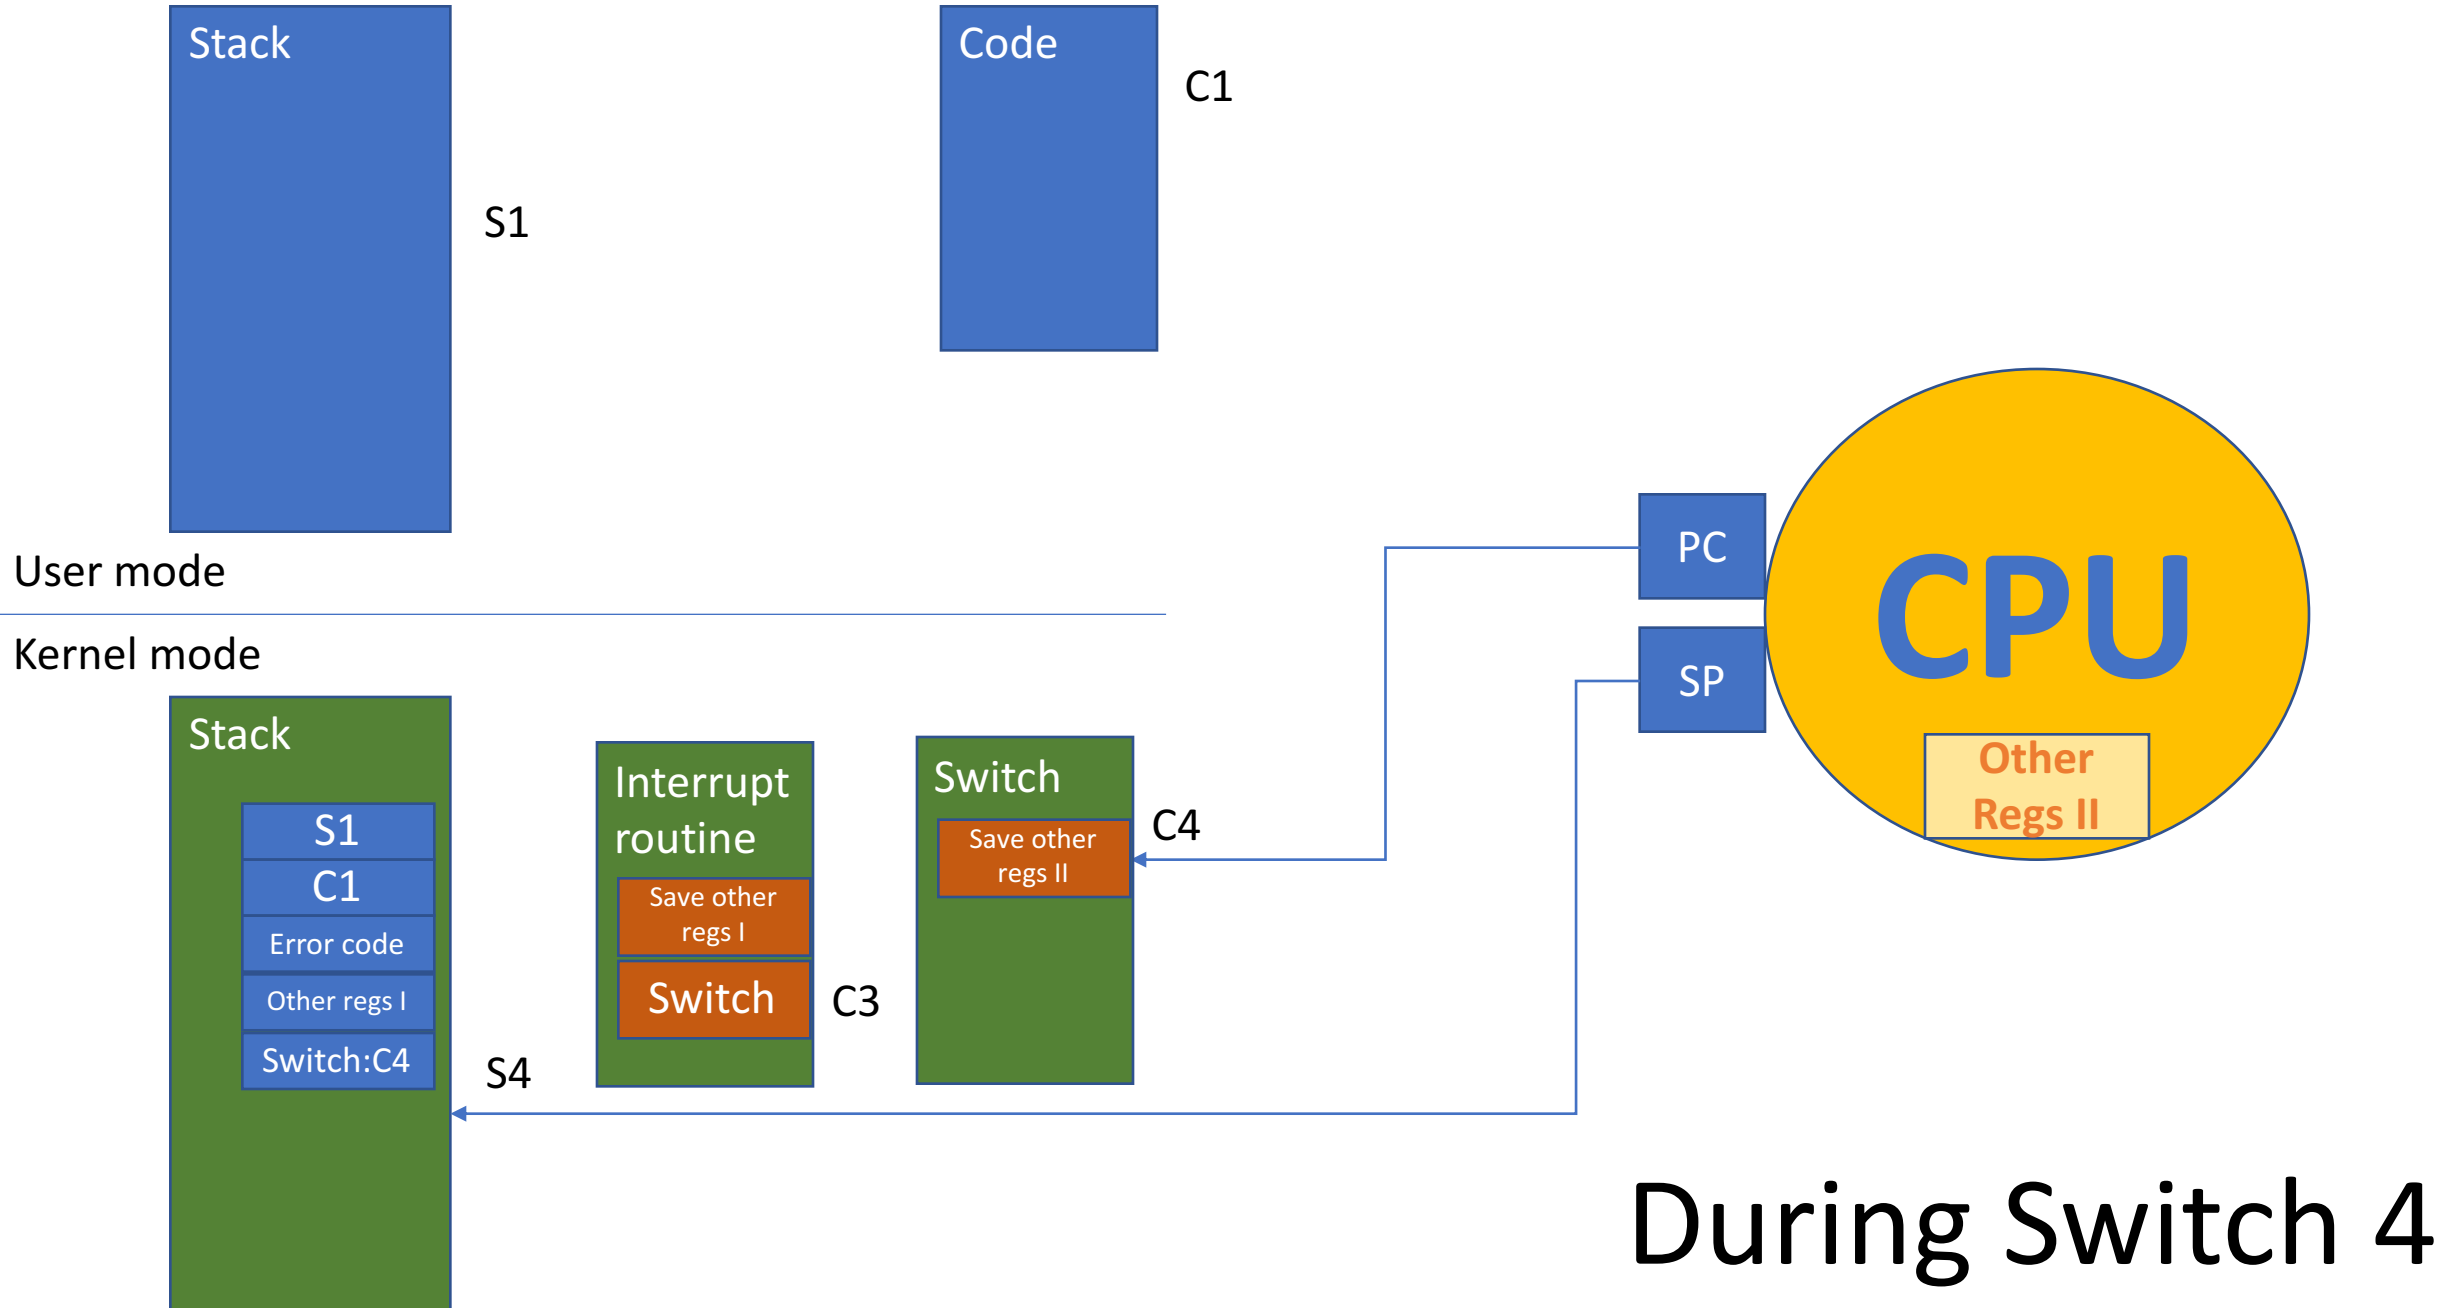 Stack
Code
C1
S1
User mode
Kernel mode
PC
SP
CPU
Other
Regs II
Stack
S1
C1
Error code
Other regs I
Switch:C4
S4
Interrupt
routine
Save other
regs I
Switch
C3
Switch
Save other
regs II
C4
During Switch 4